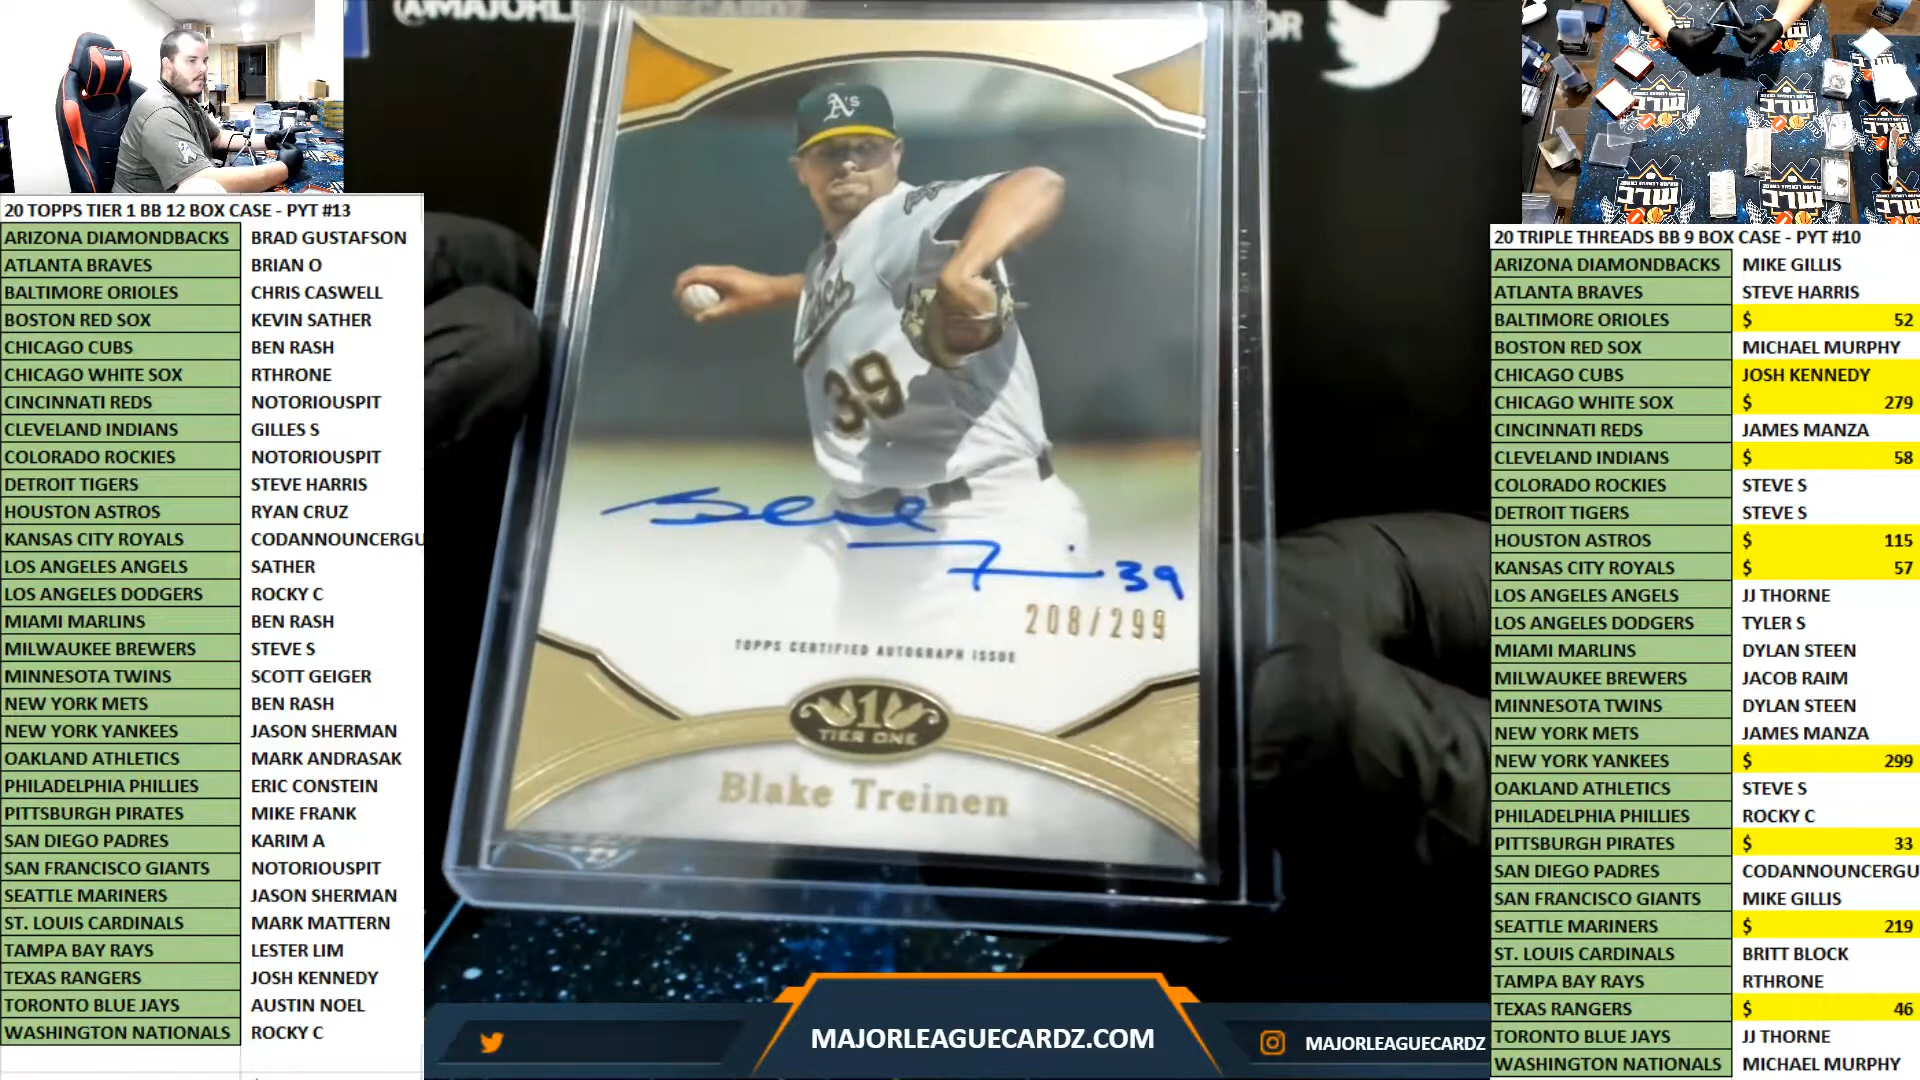 @MAJORLEAGUECARDZ
20 TOPPS TIER 1 BB 12 BOX CASE - PYT #13
ARIZONA DIAMONDBACKS BRAD GUSTAFSON
ATLANTA BRAVES BRIAN O
BALTIMORE ORIOLES CHRIS CASWELL
BOSTON RED SOX KEVIN SATHER
CHICAGO CUBS BEN RASH
CHICAGO WHITE SOX RTHRONE
CINCINNATI REDS NOTORIOUSPIT
CLEVELAND INDIANS GILLES S
COLORADO ROCKIES NOTORIOUSPIT
DETROIT TIGERS STEVE HARRIS
HOUSTON ASTROS RYAN CRUZ
KANSAS CITY ROYALS CODANNOUNCERGU
LOS ANGELES ANGELS SATHER
LOS ANGELES DODGERS ROCKY C
MIAMI MARLINS BEN RASH
MILWAUKEE BREWERS STEVE S
MINNESOTA TWINS SCOTT GEIGER
NEW YORK METS BEN RASH
NEW YORK YANKEES JASON SHERMAN
OAKLAND ATHLETICS MARK ANDRASAK
PHILADELPHIA PHILLIES ERIC CONSTEIN
PITTSBURGH PIRATES MIKE FRANK
SAN DIEGO PADRES KARIM A
SAN FRANCISCO GIANTS NOTORIOUSPIT
SEATTLE MARINERS JASON SHERMAN
ST. LOUIS CARDINALS MARK MATTERN
TAMPA BAY RAYS LESTER LIM
TEXAS RANGERS JOSH KENNEDY
TORONTO BLUE JAYS AUSTIN NOEL
WASHINGTON NATIONALS ROCKY C
A's
39
39
208/299
TOPPS CERTIFIED AUTOGRAPH ISSUE
1
TIER ONE
Blake Treinen
MAJORLEAGUECARDZ.COM
MAJORLEAGUECARDZ
20 TRIPLE THREADS BB 9 BOX CASE - PYT #10
ARIZONA DIAMONDBACKS MIKE GILLIS
ATLANTA BRAVES STEVE HARRIS
BALTIMORE ORIOLES $ 52
BOSTON RED SOX MICHAEL MURPHY
CHICAGO CUBS JOSH KENNEDY
CHICAGO WHITE SOX $ 279
CINCINNATI REDS JAMES MANZA
CLEVELAND INDIANS $ 58
COLORADO ROCKIES STEVE S
DETROIT TIGERS STEVE S
HOUSTON ASTROS $ 115
KANSAS CITY ROYALS $ 57
LOS ANGELES ANGELS JJ THORNE
LOS ANGELES DODGERS TYLER S
MIAMI MARLINS DYLAN STEEN
MILWAUKEE BREWERS JACOB RAIM
MINNESOTA TWINS DYLAN STEEN
NEW YORK METS JAMES MANZA
NEW YORK YANKEES $ 299
OAKLAND ATHLETICS STEVE S
PHILADELPHIA PHILLIES ROCKY C
PITTSBURGH PIRATES $ 33
SAN DIEGO PADRES CODANNOUNCERGU
SAN FRANCISCO GIANTS MIKE GILLIS
SEATTLE MARINERS $ 219
ST. LOUIS CARDINALS BRITT BLOCK
TAMPA BAY RAYS RTHRONE
TEXAS RANGERS $ 46
TORONTO BLUE JAYS JJ THORNE
WASHINGTON NATIONALS MICHAEL MURPHY